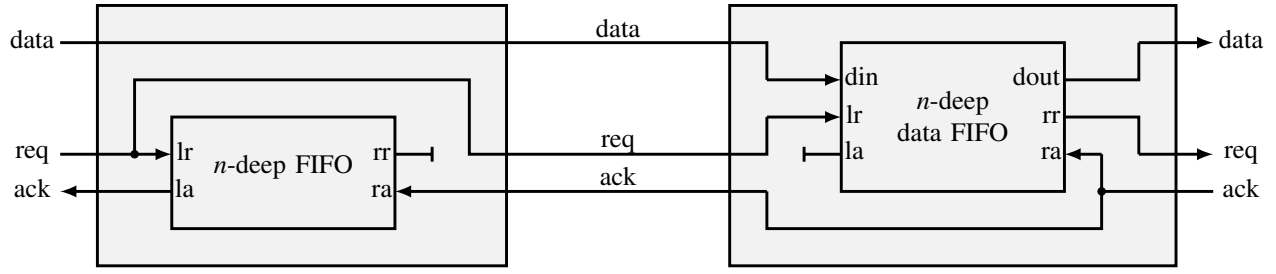 data
req
ack
lr
la
n-deep FIFO
rr
ra
data
req
ack
din
lr
la
n-deep
data FIFO
dout
rr
ra
data
req
ack